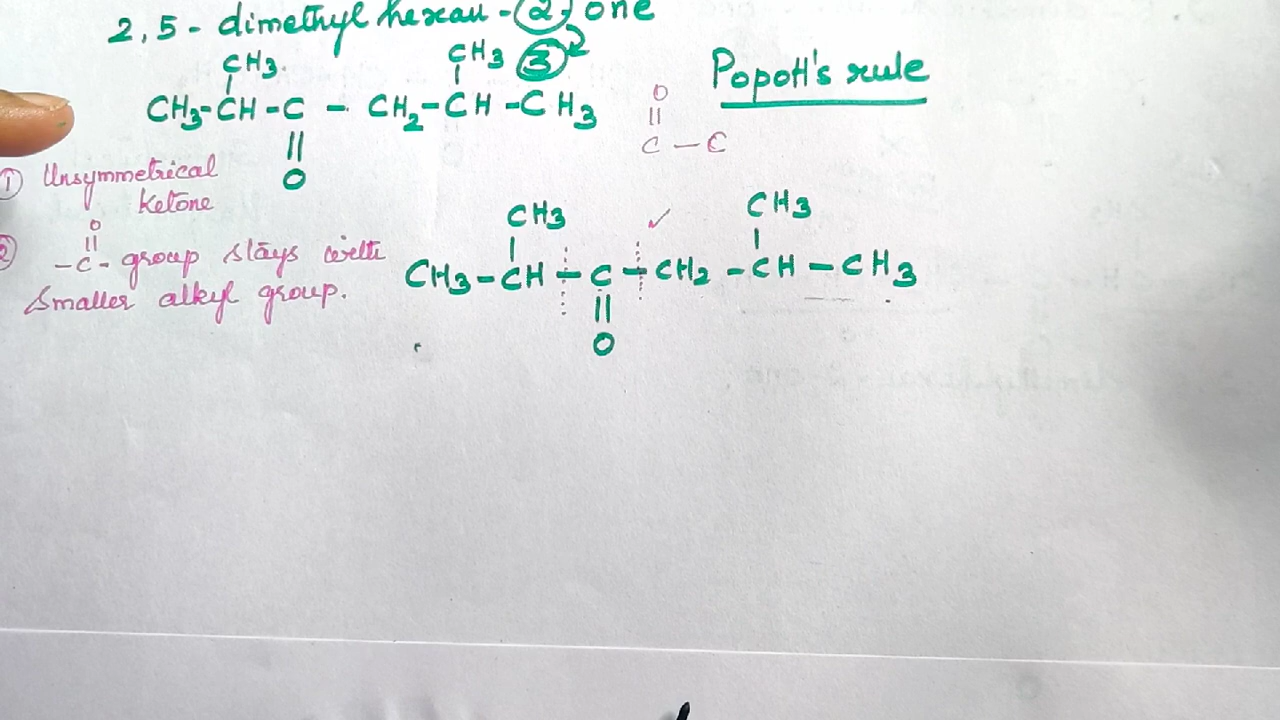 2,5 - dimethyl hexan - 2 - one
CH3 CH3 3
CH3-CH-C - CH2-CH-CH3
||
O
Popott's rule
O
||
C - C
1 Unsymmetrical
Ketone
O
||
2 -C- group stays with
smaller alkyl group.
CH3 ✓ CH3
CH3-CH-C-CH2-CH-CH3
||
O